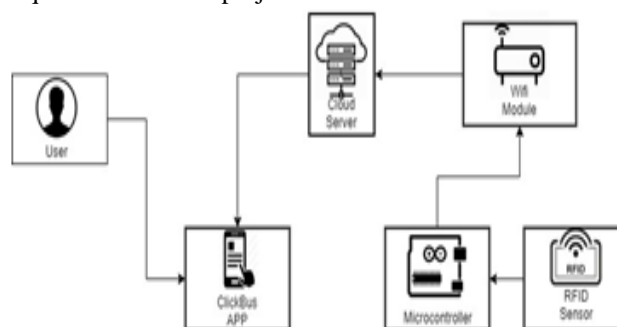 Cloud
Server
Wifi
Module
User
ClickBus
APP
Microcontroller
RFID
RFID
Sensor